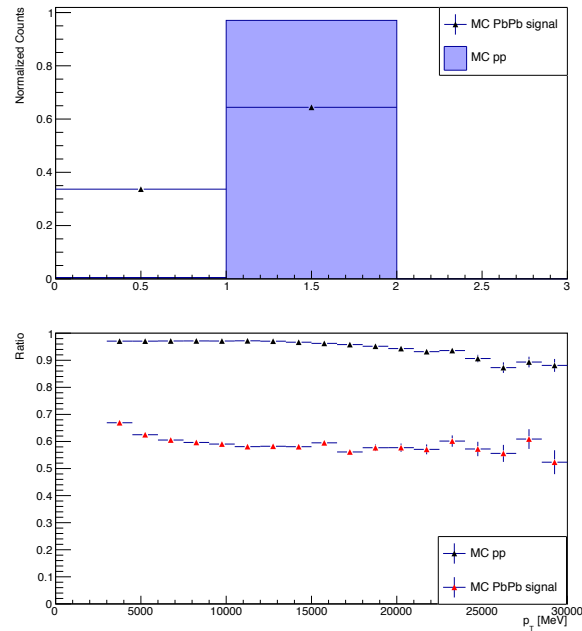 Normalized Counts
1
0.8
0.6
0.4
0.2
0
0 0.5 1 1.5 2 2.5 3
MC PbPb signal
MC pp
Ratio
1
0.9
0.8
0.7
0.6
0.5
0.4
0.3
0.2
0.1
0
0 5000 10000 15000 20000 25000 30000
p_T [MeV]
MC pp
MC PbPb signal